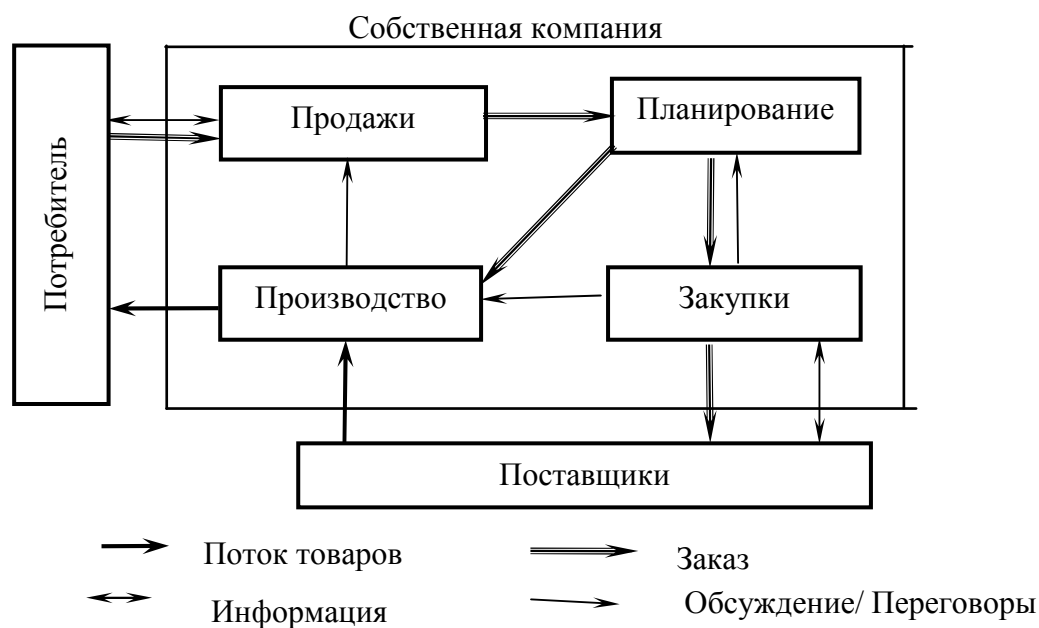 Собственная компания
Потребитель
Продажи
Планирование
Производство
Закупки
Поставщики
Поток товаров
Заказ
Информация
Обсуждение/ Переговоры